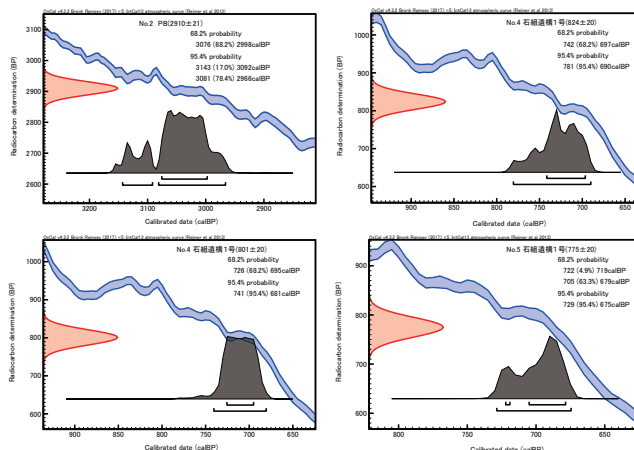 OxCal v4.3.2 Bronk Ramsey (2017) r:5 IntCal13 atmospheric curve (Reimer et al 2013)
No.2 PB(2910±21)
68.2% probability
3076 (68.2%) 2998calBP
95.4% probability
3143 (17.0%) 3092calBP
3081 (78.4%) 2966calBP
Radiocarbon determination (BP)
3100
3000
2900
2800
2700
2600
3200
3100
3000
2900
Calibrated date (calBP)
OxCal v4.3.2 Bronk Ramsey (2017) r:5 IntCal13 atmospheric curve (Reimer et al 2013)
No.4 石組遺構1号(824±20)
68.2% probability
742 (68.2%) 697calBP
95.4% probability
781 (95.4%) 690calBP
Radiocarbon determination (BP)
1000
900
800
700
600
900
850
800
750
700
650
Calibrated date (calBP)
OxCal v4.3.2 Bronk Ramsey (2017) r:5 IntCal13 atmospheric curve (Reimer et al 2013)
No.4 石組遺構1号(801±20)
68.2% probability
726 (68.2%) 695calBP
95.4% probability
741 (95.4%) 681calBP
Radiocarbon determination (BP)
1000
900
800
700
600
900
850
800
750
700
650
Calibrated date (calBP)
OxCal v4.3.2 Bronk Ramsey (2017) r:5 IntCal13 atmospheric curve (Reimer et al 2013)
No.5 石組遺構1号(775±20)
68.2% probability
722 (4.9%) 719calBP
705 (63.3%) 679calBP
95.4% probability
729 (95.4%) 675calBP
Radiocarbon determination (BP)
900
800
700
600
800
750
700
650
Calibrated date (calBP)